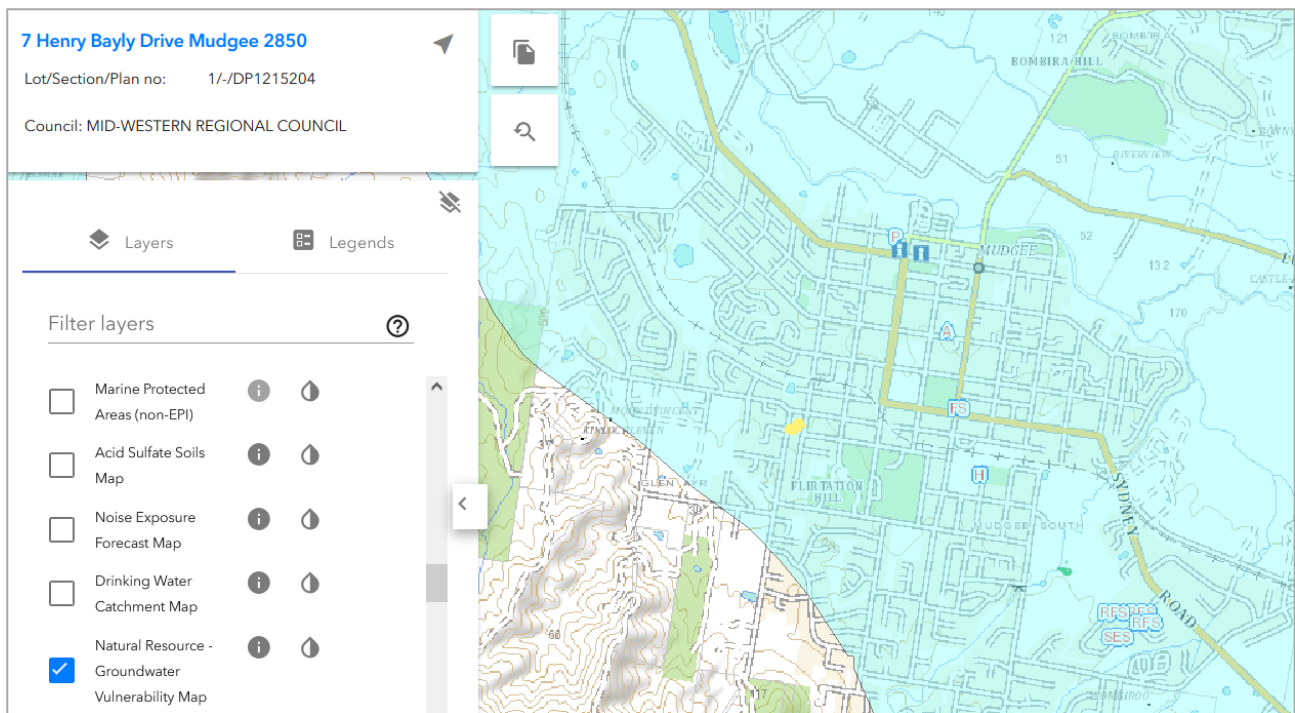 7 Henry Bayly Drive Mudgee 2850
Lot/Section/Plan no: 1/-/DP1215204
Council: MID-WESTERN REGIONAL COUNCIL
Layers
Legends
Filter layers
Marine Protected
Areas (non-EPI)
Acid Sulfate Soils
Map
Noise Exposure
Forecast Map
Drinking Water
Catchment Map
Natural Resource -
Groundwater
Vulnerability Map
121
BOMBIRA HILL
51
RIVERVIEW
52
P
MUDGEE
132
170
A
FS
H
FLIRTATION
HILL
GLEN AYR
MUDGEE SOUTH
SYDNEY
ROAD
RFS
RFS
SES